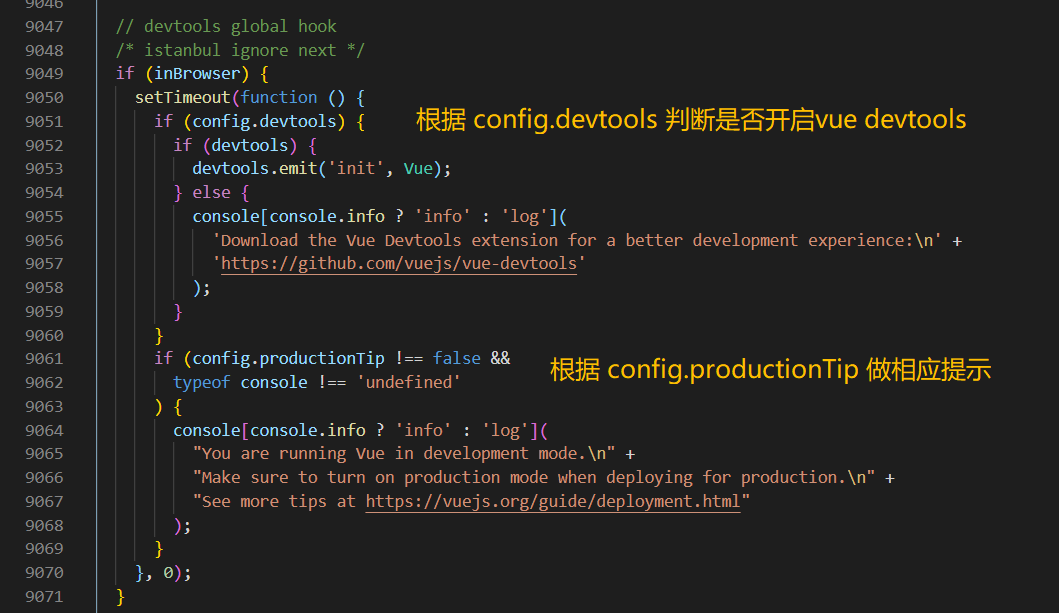 9046
9047 // devtools global hook
9048 /* istanbul ignore next */
9049 if (inBrowser) {
9050 setTimeout(function () {
9051 if (config.devtools) { 根据 config.devtools 判断是否开启vue devtools
9052 if (devtools) {
9053 devtools.emit('init', Vue);
9054 } else {
9055 console[console.info ? 'info' : 'log'](
9056 'Download the Vue Devtools extension for a better development experience:\n' +
9057 'https://github.com/vuejs/vue-devtools'
9058 );
9059 }
9060 }
9061 if (config.productionTip !== false && 根据 config.productionTip 做相应提示
9062 typeof console !== 'undefined'
9063 ) {
9064 console[console.info ? 'info' : 'log'](
9065 "You are running Vue in development mode.\n" +
9066 "Make sure to turn on production mode when deploying for production.\n" +
9067 "See more tips at https://vuejs.org/guide/deployment.html"
9068 );
9069 }
9070 }, 0);
9071 }